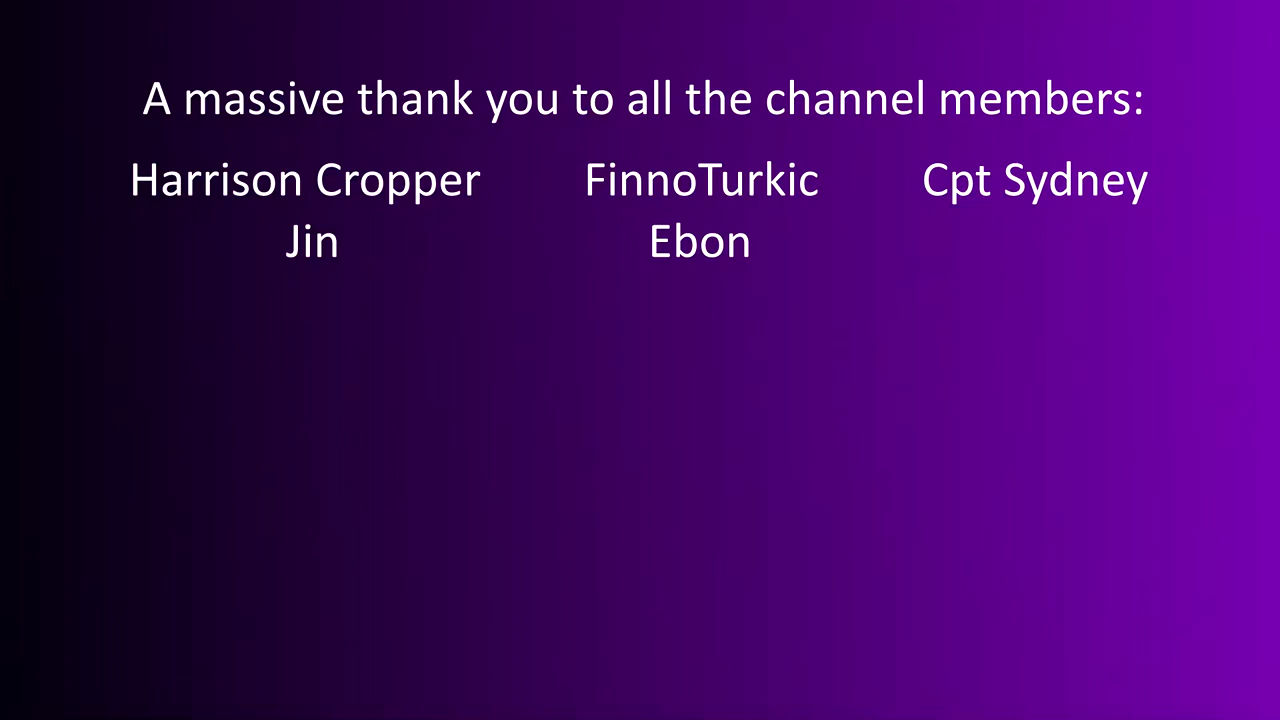 A massive thank you to all the channel members:
Harrison Cropper FinnoTurkic Cpt Sydney
Jin Ebon